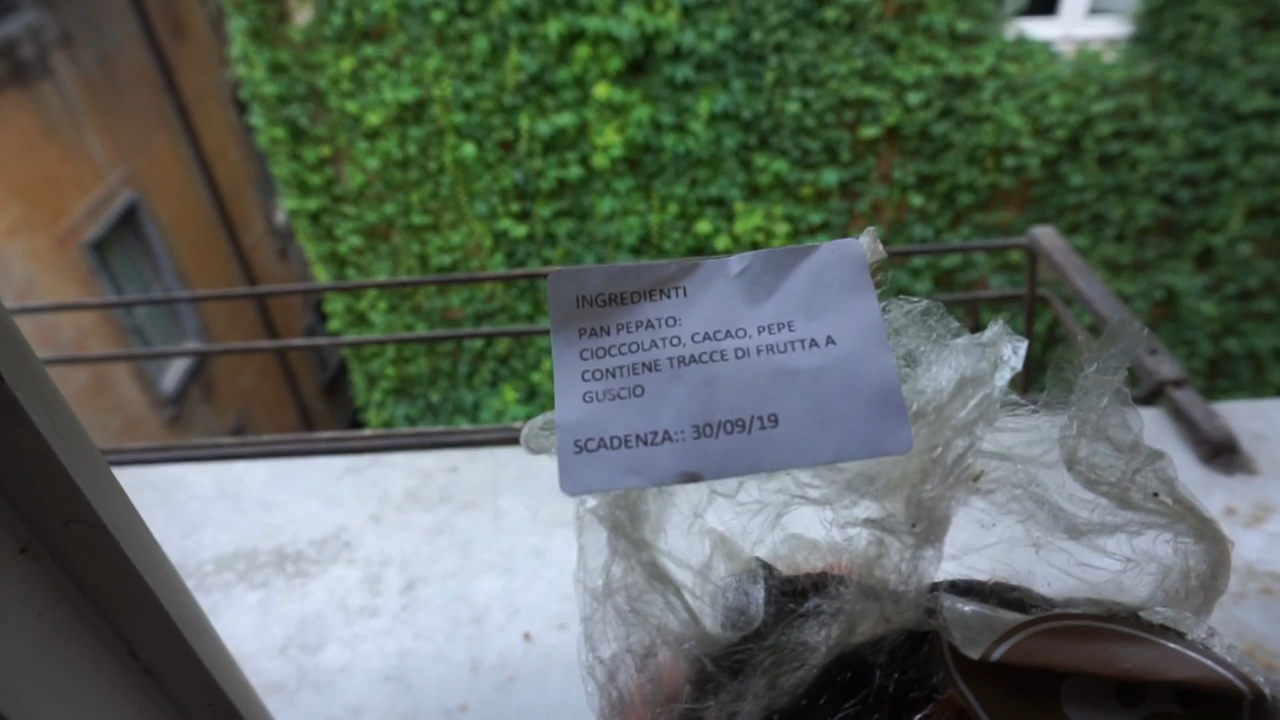 INGREDIENTI
PAN PEPATO:
CIOCCOLATO, CACAO, PEPE
CONTIENE TRACCE DI FRUTTA A
GUSCIO
SCADENZA:: 30/09/19